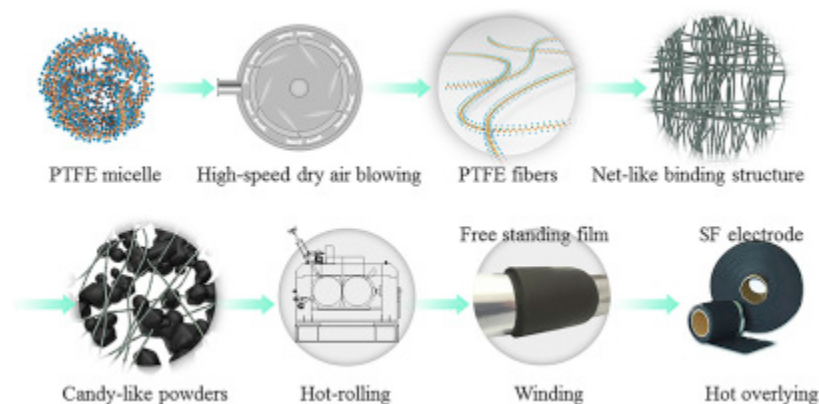 PTFE micelle
High-speed dry air blowing
PTFE fibers
Net-like binding structure
Free standing film
SF electrode
Candy-like powders
Hot-rolling
Winding
Hot overlying